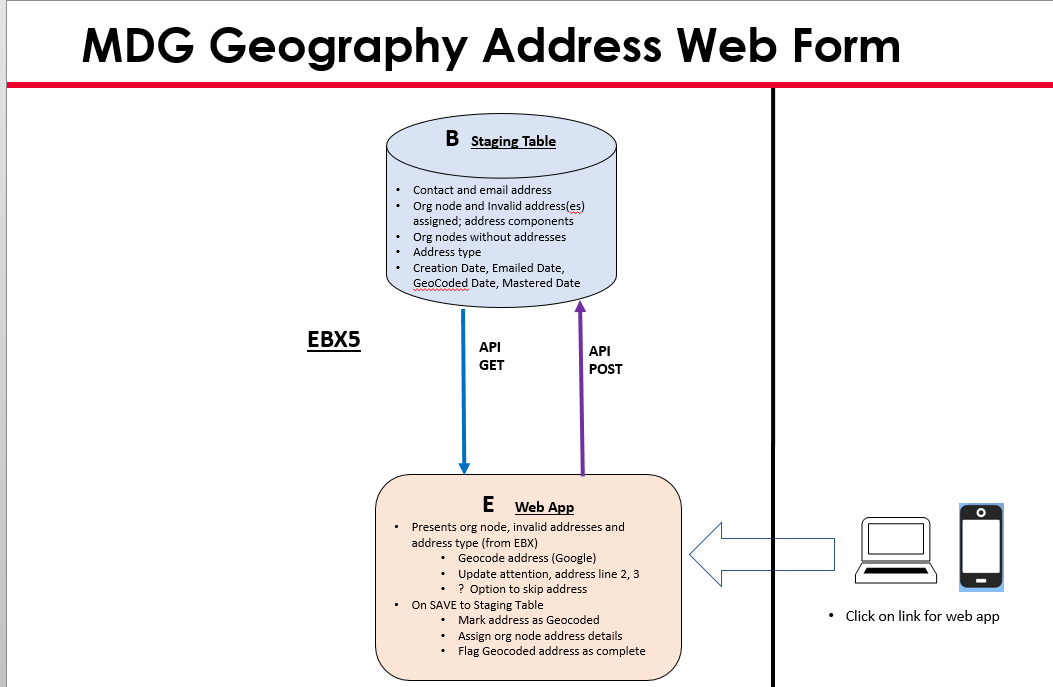 MDG Geography Address Web Form
B Staging Table
• Contact and email address
• Org node and Invalid address(es)
assigned; address components
• Org nodes without addresses
• Address type
• Creation Date, Emailed Date,
GeoCoded Date, Mastered Date
EBX5
API
GET
API
POST
E Web App
• Presents org node, invalid addresses and
address type (from EBX)
• Geocode address (Google)
• Update attention, address line 2, 3
• ? Option to skip address
• On SAVE to Staging Table
• Mark address as Geocoded
• Assign org node address details
• Flag Geocoded address as complete
• Click on link for web app